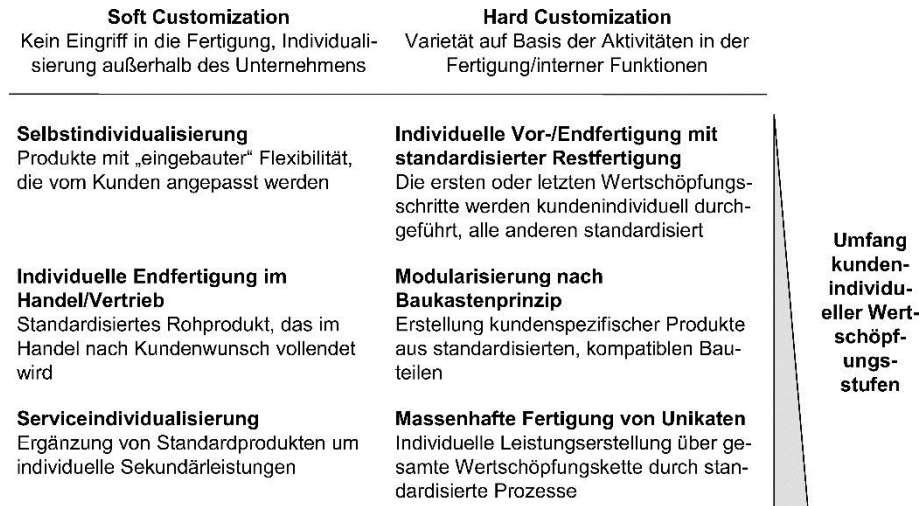 Soft Customization
Kein Eingriff in die Fertigung, Individuali-
sierung außerhalb des Unternehmens
Hard Customization
Varietät auf Basis der Aktivitäten in der
Fertigung/interner Funktionen
Selbstindividualisierung
Produkte mit „eingebauter“ Flexibilität,
die vom Kunden angepasst werden
Individuelle Vor-/Endfertigung mit
standardisierter Restfertigung
Die ersten oder letzten Wertschöpfungs-
schritte werden kundenindividuell durch-
geführt, alle anderen standardisiert
Individuelle Endfertigung im
Handel/Vertrieb
Standardisiertes Rohprodukt, das im
Handel nach Kundenwunsch vollendet
wird
Modularisierung nach
Baukastenprinzip
Erstellung kundenspezifischer Produkte
aus standardisierten, kompatiblen Bau-
teilen
Serviceindividualisierung
Ergänzung von Standardprodukten um
individuelle Sekundärleistungen
Massenhafte Fertigung von Unikaten
Individuelle Leistungserstellung über ge-
samte Wertschöpfungskette durch stan-
dardisierte Prozesse
Umfang
kunden-
individu-
eller Wert-
schöpf-
ungs-
stufen